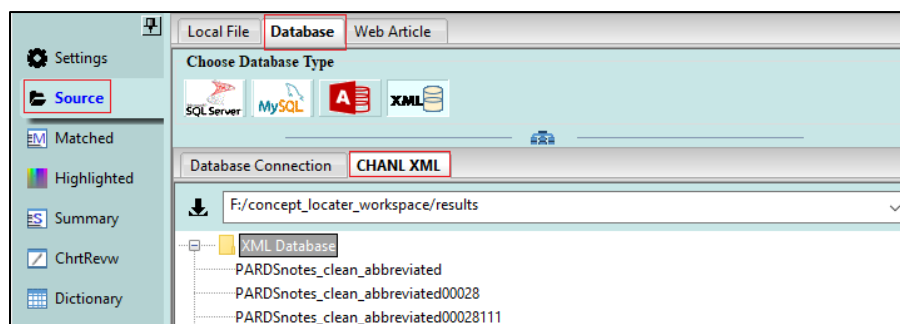 Local File Database Web Article
Settings
Choose Database Type
Source
SQL Server MySQL A XML
Matched
Database Connection CHANL XML
Highlighted
F:/concept_locater_workspace/results
Summary
XML Database
ChrtRevw
PARDSnotes_clean_abbreviated
PARDSnotes_clean_abbreviated00028
Dictionary
PARDSnotes_clean_abbreviated00028111